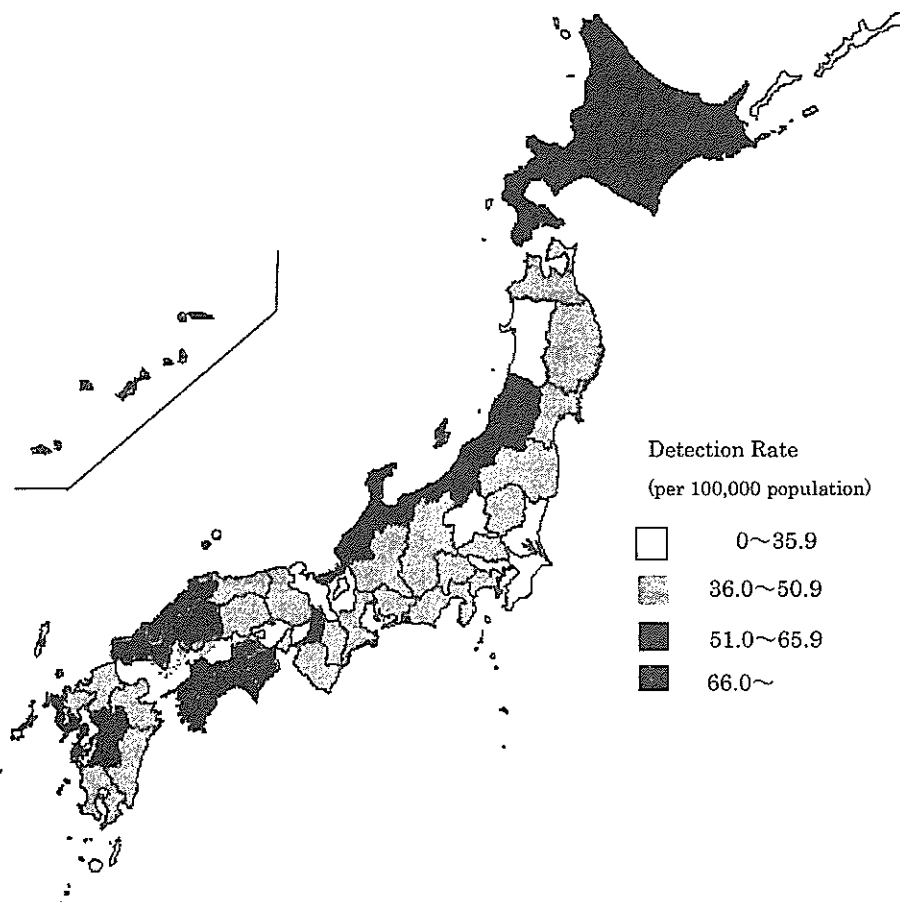 Detection Rate
(per 100,000 population)
0～35.9
36.0～50.9
51.0～65.9
66.0～